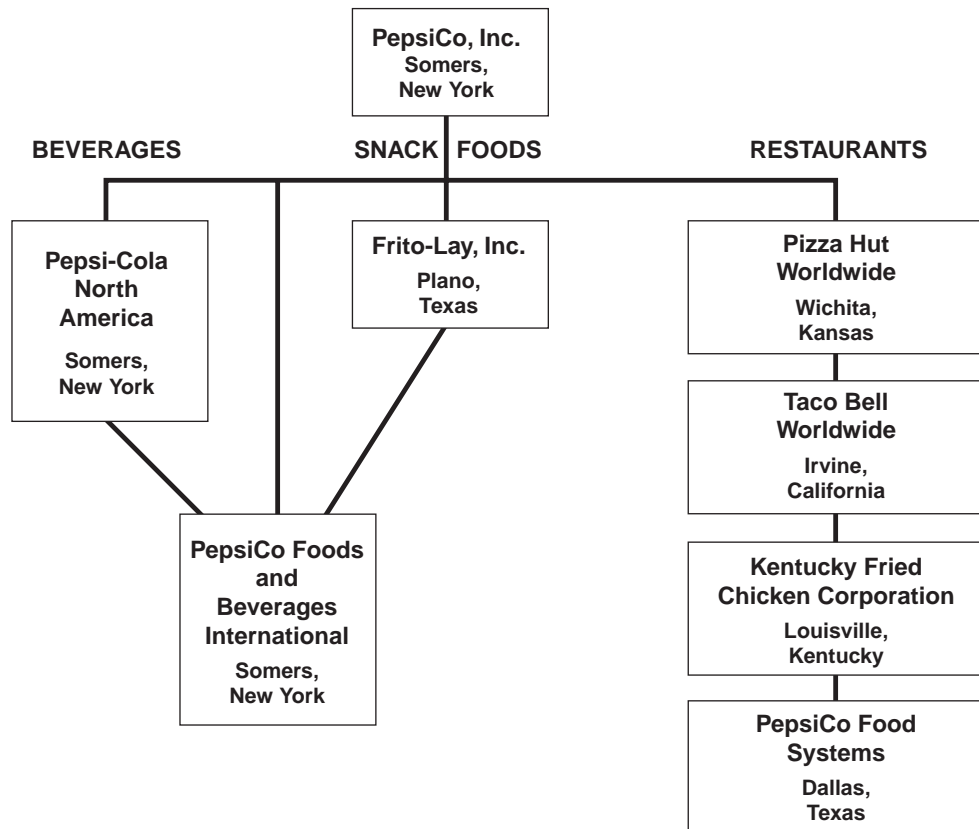 PepsiCo, Inc.
Somers,
New York
BEVERAGES
SNACK FOODS
RESTAURANTS
Pepsi-Cola
North
America
Somers,
New York
Frito-Lay, Inc.
Plano,
Texas
PepsiCo Foods
and
Beverages
International
Somers,
New York
Pizza Hut
Worldwide
Wichita,
Kansas
Taco Bell
Worldwide
Irvine,
California
Kentucky Fried
Chicken Corporation
Louisville,
Kentucky
PepsiCo Food
Systems
Dallas,
Texas